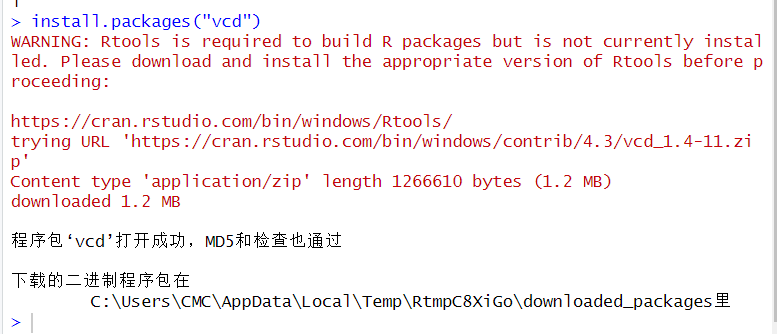 > install.packages("vcd")
WARNING: Rtools is required to build R packages but is not currently instal
led. Please download and install the appropriate version of Rtools before p
roceeding:
https://cran.rstudio.com/bin/windows/Rtools/
trying URL 'https://cran.rstudio.com/bin/windows/contrib/4.3/vcd_1.4-11.zi
p'
Content type 'application/zip' length 1266610 bytes (1.2 MB)
downloaded 1.2 MB
程序包‘vcd’打开成功，MD5和检查也通过
下载的二进制程序包在
C:\Users\CMC\AppData\Local\Temp\RtmpC8XiGo\downloaded_packages里
>